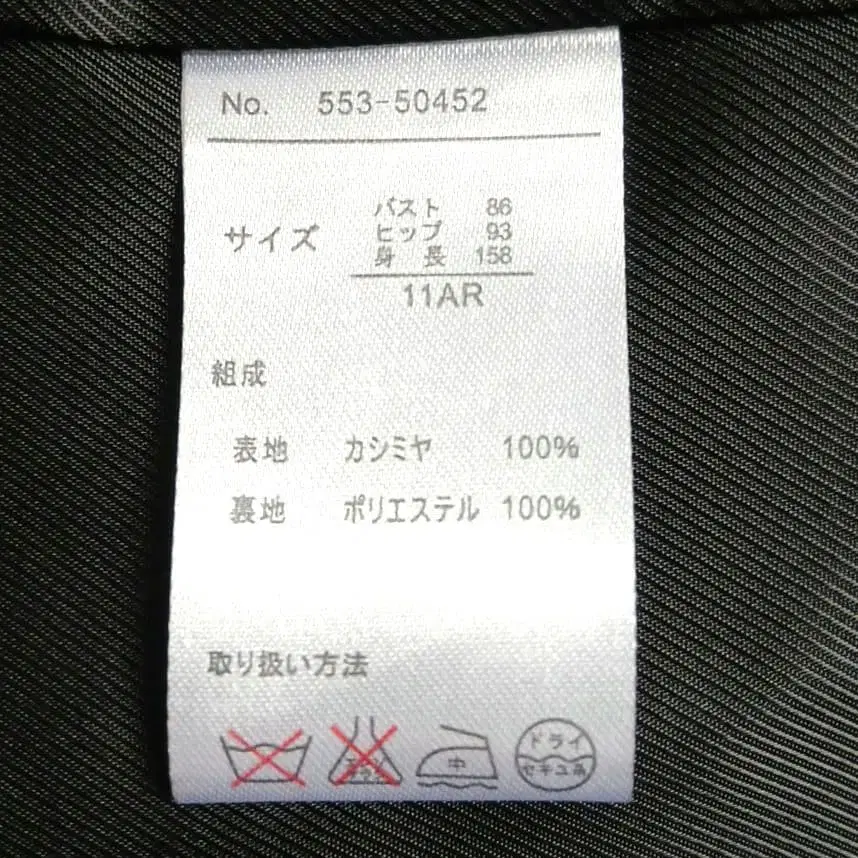 No. 553-50452
サイズ
バスト 86
ヒップ 93
身長 158
11AR
組成
表地 カシミヤ 100%
裏地 ポリエステル 100%
取り扱い方法
中
ドライ
セキユ系